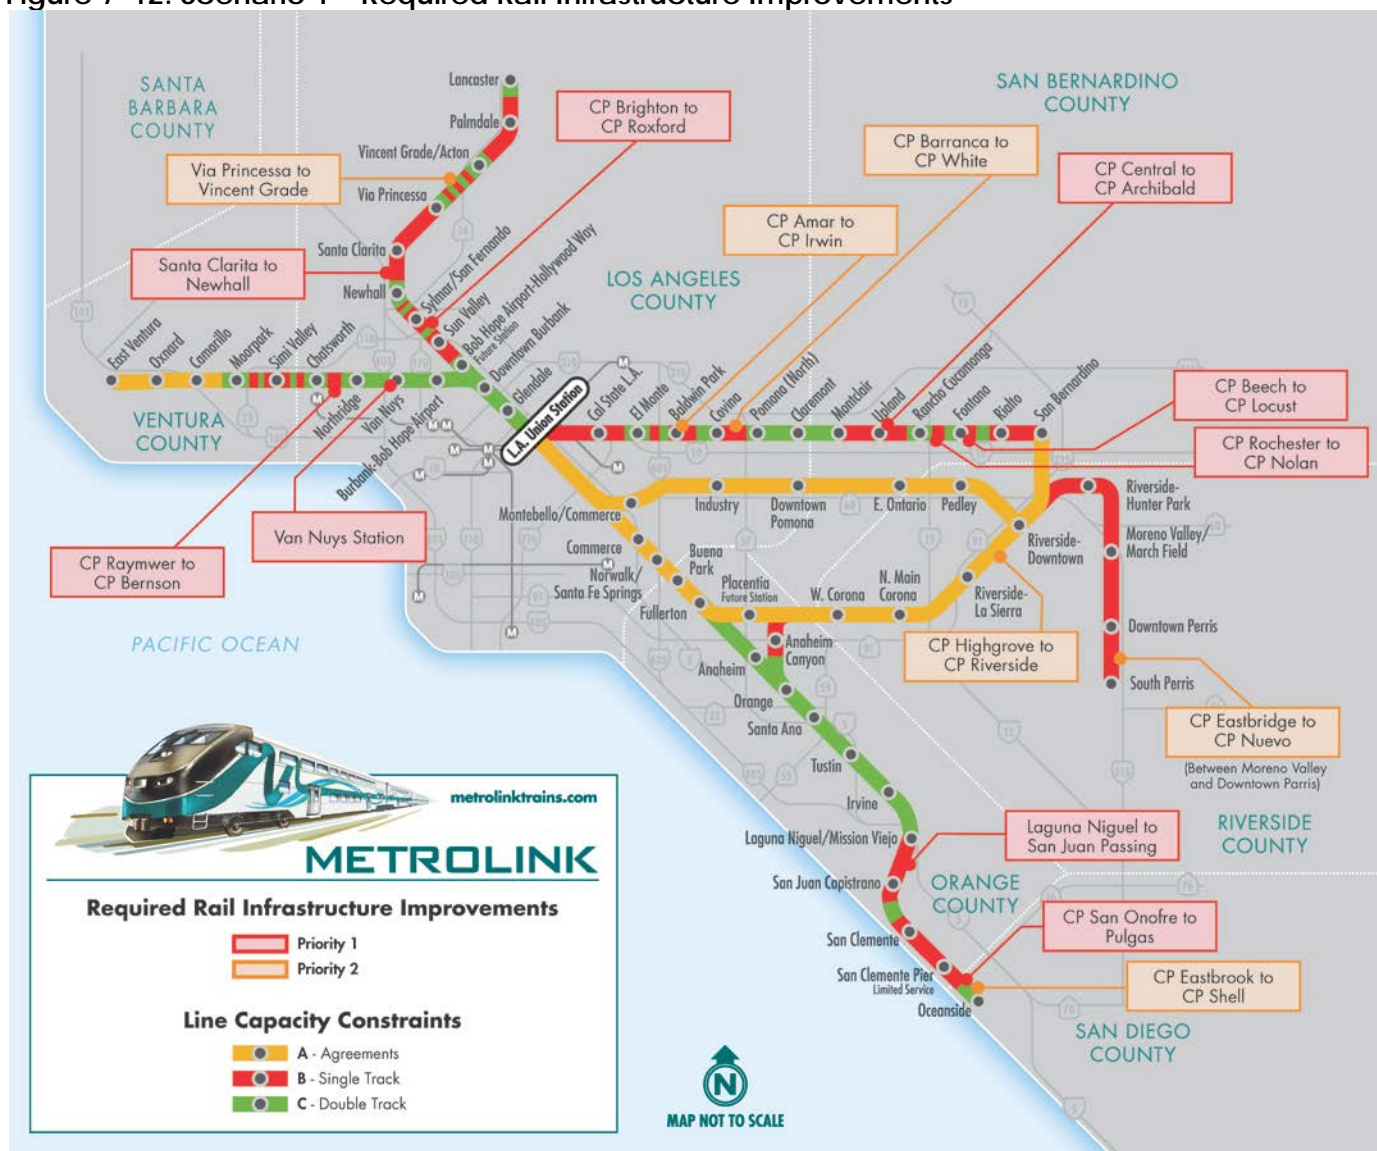 Figure 7-12: Scenario 1 – Required Rail Infrastructure Improvements
SANTA
BARBARA
COUNTY
SAN BERNARDINO
COUNTY
Lancaster
Palmdale
Vincent Grade/Acton
Via Princessa
Santa Clarita
Newhall
CP Brighton to
CP Roxford
CP Barranca to
CP White
CP Central to
CP Archibald
Via Princessa to
Vincent Grade
CP Amar to
CP Irwin
Santa Clarita to
Newhall
LOS ANGELES
COUNTY
Sylmar/San Fernando
Sun Valley
Bob Hope Airport-Hollywood Way
Future Station
Downtown Burbank
Glendale
East Ventura
Oxnard
Camarillo
Moorpark
Simi Valley
Chatsworth
Northridge
Van Nuys
Burbank-Bob Hope Airport
L.A. Union Station
Cal State L.A.
El Monte
Baldwin Park
Covina
Pomona (North)
Claremont
Montclair
Upland
Rancho Cucamonga
Fontana
Rialto
San Bernardino
CP Beech to
CP Locust
CP Rochester to
CP Nolan
VENTURA
COUNTY
Van Nuys Station
CP Raymwer to
CP Bernson
Montebello/Commerce
Industry
Downtown
Pomona
E. Ontario
Pedley
Riverside-
Hunter Park
Moreno Valley/
March Field
Riverside-
Downtown
Commerce
Norwalk/
Santa Fe Springs
Buena
Park
Fullerton
Placentia
Future Station
W. Corona
N. Main
Corona
Riverside-
La Sierra
Downtown Perris
South Perris
PACIFIC OCEAN
Anaheim
Canyon
Anaheim
Orange
Santa Ana
Tustin
Irvine
Laguna Niguel/Mission Viejo
San Juan Capistrano
San Clemente
San Clemente Pier
Limited Service
Oceanside
CP Highgrove to
CP Riverside
CP Eastbridge to
CP Nuevo
(Between Moreno Valley
and Downtown Parris)
RIVERSIDE
COUNTY
Laguna Niguel to
San Juan Passing
ORANGE
COUNTY
CP San Onofre to
Pulgas
CP Eastbrook to
CP Shell
SAN DIEGO
COUNTY
metrolinktrains.com
METROLINK
Required Rail Infrastructure Improvements
Priority 1
Priority 2
Line Capacity Constraints
A - Agreements
B - Single Track
C - Double Track
N
MAP NOT TO SCALE